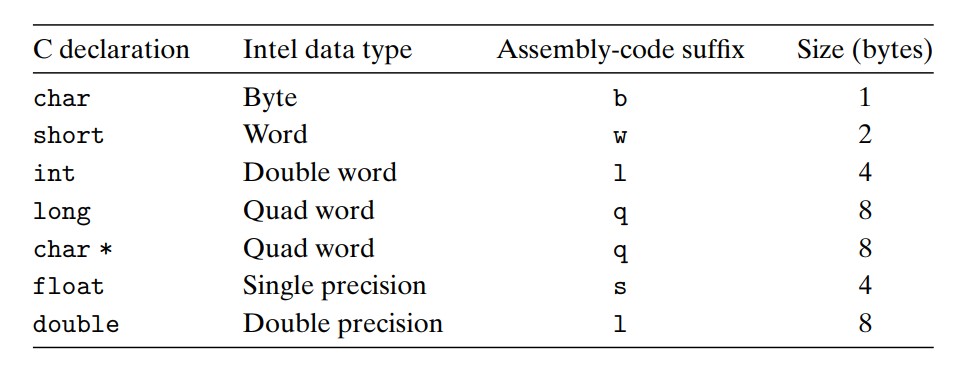 C declaration Intel data type Assembly-code suffix Size (bytes)
char Byte b 1
short Word w 2
int Double word l 4
long Quad word q 8
char * Quad word q 8
float Single precision s 4
double Double precision l 8